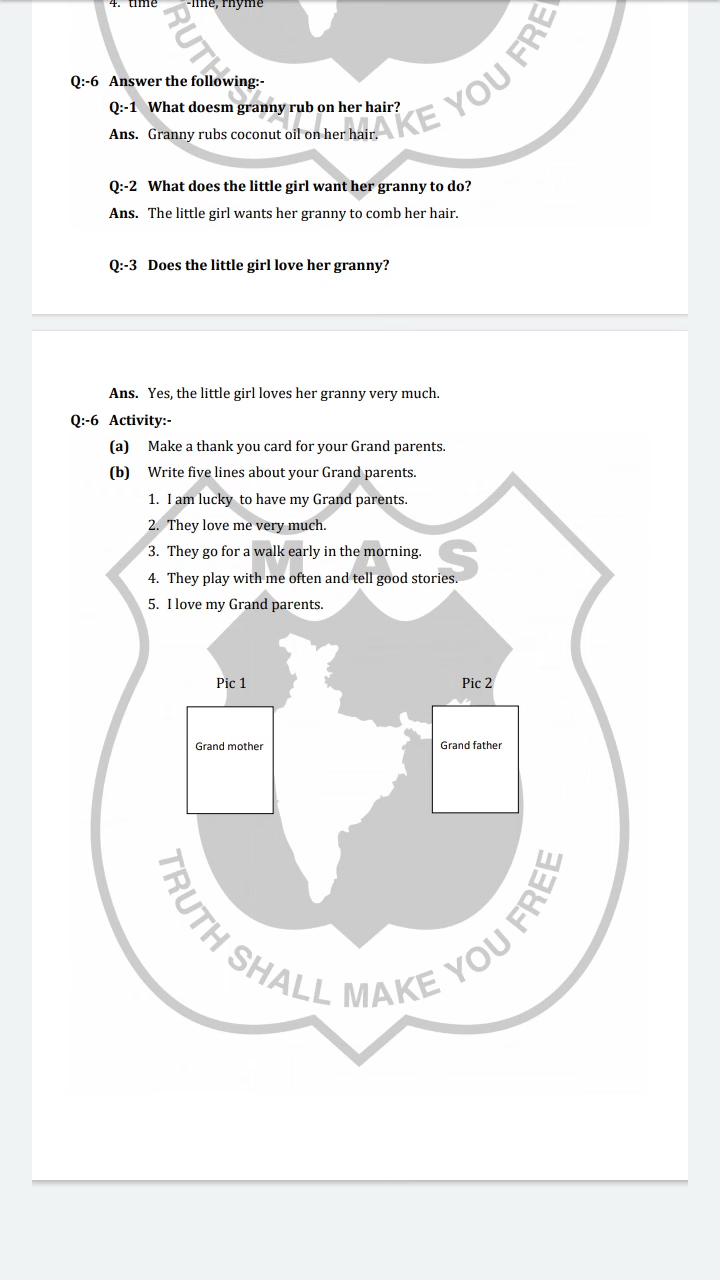 4. time -line, rhyme
Q:-6 Answer the following:-
Q:-1 What doesm granny rub on her hair?
Ans. Granny rubs coconut oil on her hair.
Q:-2 What does the little girl want her granny to do?
Ans. The little girl wants her granny to comb her hair.
Q:-3 Does the little girl love her granny?
TRUTH SHALL MAKE YOU FREE
Ans. Yes, the little girl loves her granny very much.
Q:-6 Activity:-
(a) Make a thank you card for your Grand parents.
(b) Write five lines about your Grand parents.
1. I am lucky to have my Grand parents.
2. They love me very much.
3. They go for a walk early in the morning.
4. They play with me often and tell good stories.
5. I love my Grand parents.
M A S
Pic 1 Pic 2
Grand mother Grand father
TRUTH SHALL MAKE YOU FREE